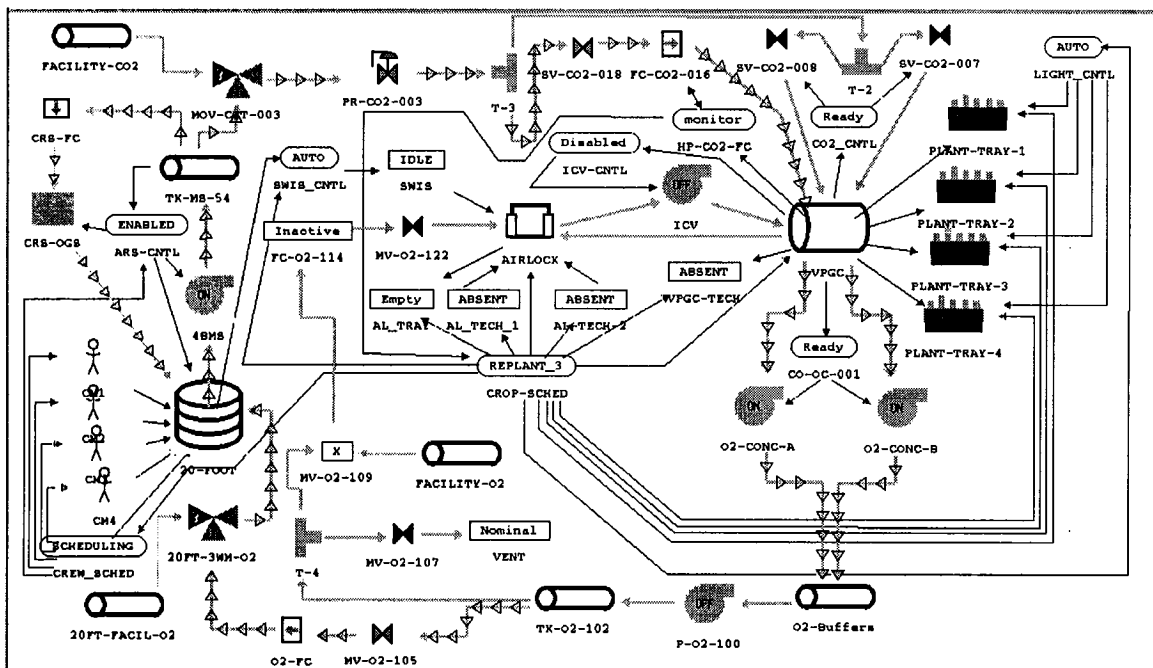 FACILITY-CO2
CRS-FC
MOV-CAT-003
PR-CO2-003
T-3
SV-CO2-018
FC-CO2-016
SV-CO2-008
T-2
SV-CO2-007
AUTO
LIGHT_CNTL
Ready
monitor
HP-CO2-FC
CO2_CNTL
PLANT-TRAY-1
Disabled
ICV-CNTL
OFF
ICV
AUTO
SWIS_CNTL
IDLE
SWIS
TK-MS-54
ENABLED
ARS-CNTL
CRS-OGS
Inactive
FC-O2-114
MV-O2-122
AIRLOCK
PLANT-TRAY-2
PLANT-TRAY-3
PLANT-TRAY-4
VPGC
ABSENT
VPGC-TECH
Empty
AL_TRAY
ABSENT
AL_TECH_1
ABSENT
AL-TECH-2
ON
4BMS
REPLANT_3
CROP-SCHED
Ready
CO-OC-001
ON
ON
O2-CONC-A
O2-CONC-B
CM1
CM2
CM3
CM4
20-FOOT
X
MV-O2-109
FACILITY-O2
SCHEDULING
CREW_SCHED
20FT-3WM-O2
T-4
MV-O2-107
Nominal
VENT
20FT-FACIL-O2
O2-FC
MV-O2-105
TK-O2-102
OFF
P-O2-100
O2-Buffers